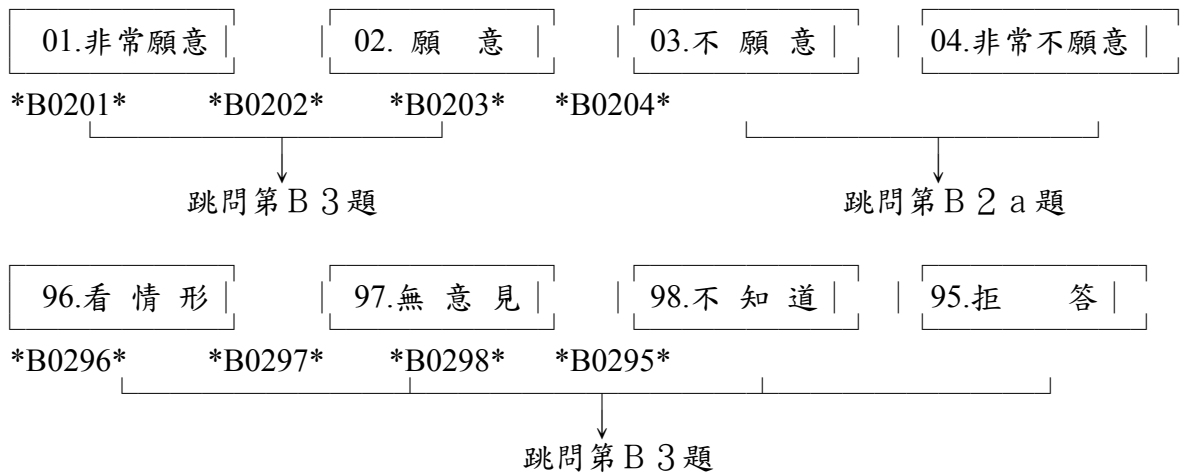 01.非常願意 02. 願 意 03.不 願 意 04.非常不願意
*B0201* *B0202* *B0203* *B0204*
跳問第Ｂ３題 跳問第Ｂ２ａ題
96.看 情 形 97.無 意 見 98.不 知 道 95.拒 答
*B0296* *B0297* *B0298* *B0295*
跳問第Ｂ３題